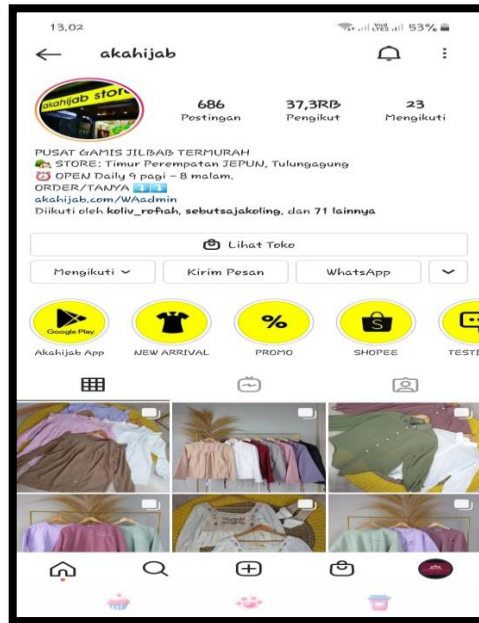 13.02
53%
akahijab
akahijab store
686 37,3RB 23
Postingan Pengikut Mengikuti
PUSAT GAMIS JILBAB TERMURAH
STORE: Timur Perempatan JEPUN, Tulungagung
OPEN Daily 9 pagi - 8 malam,
ORDER/TANYA
akahijab.com/WAadmin
Diikuti oleh koliv_rofiah, sebutsajakoling, dan 71 lainnya
Lihat Toko
Mengikuti Kirim Pesan WhatsApp
Google Play
Akahijab App NEW ARRIVAL PROMO SHOPEE TESTI